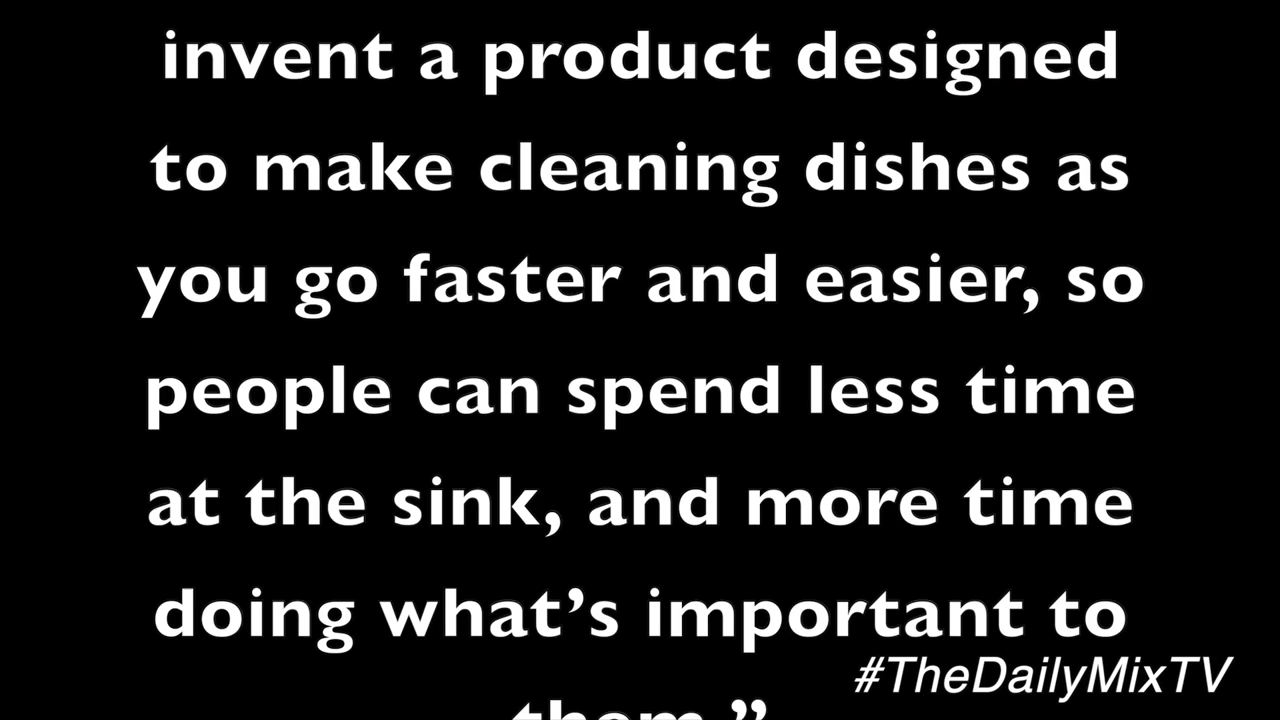 invent a product designed
to make cleaning dishes as
you go faster and easier, so
people can spend less time
at the sink, and more time
doing what’s important to
#TheDailyMixTV
them.”